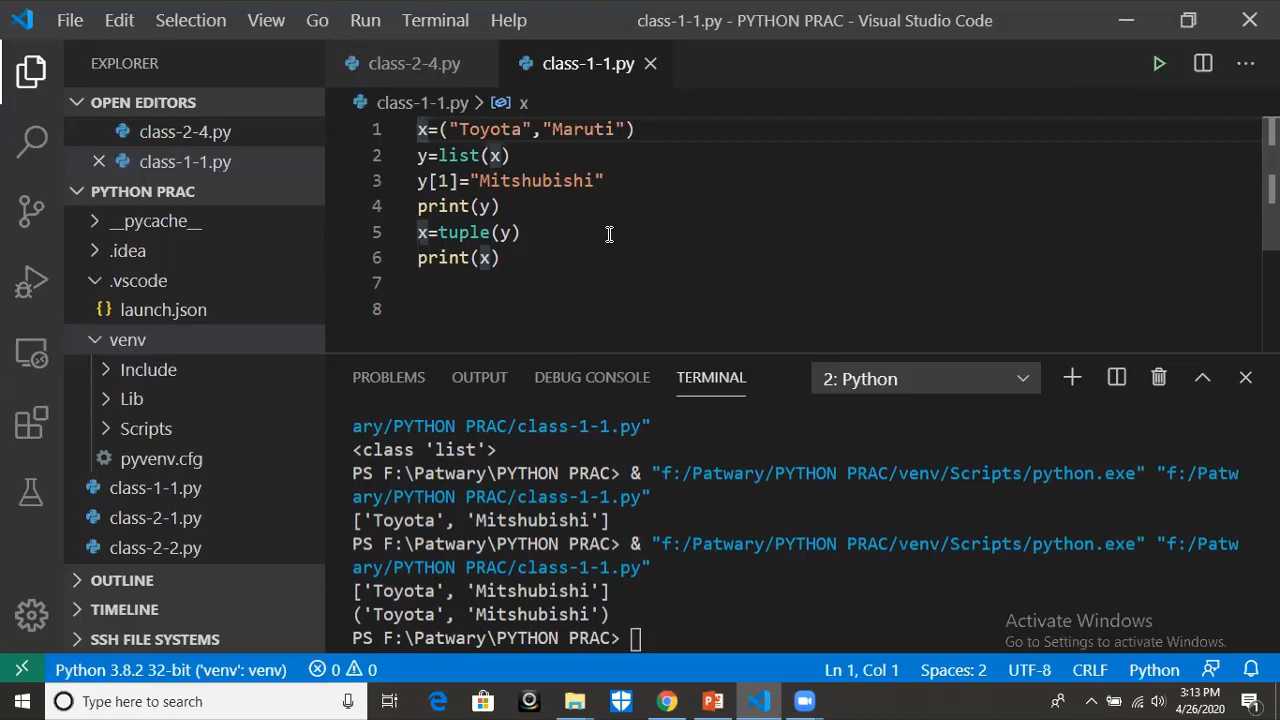 File Edit Selection View Go Run Terminal Help class-1-1.py - PYTHON PRAC - Visual Studio Code
EXPLORER
OPEN EDITORS
class-2-4.py
class-1-1.py
PYTHON PRAC
__pycache__
.idea
.vscode
launch.json
venv
Include
Lib
Scripts
pyvenv.cfg
class-1-1.py
class-2-1.py
class-2-2.py
OUTLINE
TIMELINE
SSH FILE SYSTEMS
class-2-4.py class-1-1.py
class-1-1.py > x
1 x=("Toyota","Maruti")
2 y=list(x)
3 y[1]="Mitshubishi"
4 print(y)
5 x=tuple(y)
6 print(x)
7
8
PROBLEMS OUTPUT DEBUG CONSOLE TERMINAL 2: Python
ary/PYTHON PRAC/class-1-1.py"
<class 'list'>
PS F:\Patwary\PYTHON PRAC> & "f:/Patwary/PYTHON PRAC/venv/Scripts/python.exe" "f:/Patw
ary/PYTHON PRAC/class-1-1.py"
['Toyota', 'Mitshubishi']
PS F:\Patwary\PYTHON PRAC> & "f:/Patwary/PYTHON PRAC/venv/Scripts/python.exe" "f:/Patw
ary/PYTHON PRAC/class-1-1.py"
['Toyota', 'Mitshubishi']
('Toyota', 'Mitshubishi')
PS F:\Patwary\PYTHON PRAC>
Activate Windows
Go to Settings to activate Windows.
Python 3.8.2 32-bit ('venv': venv) 0 0 Ln 1, Col 1 Spaces: 2 UTF-8 CRLF Python
Type here to search
3:13 PM
4/26/2020
1